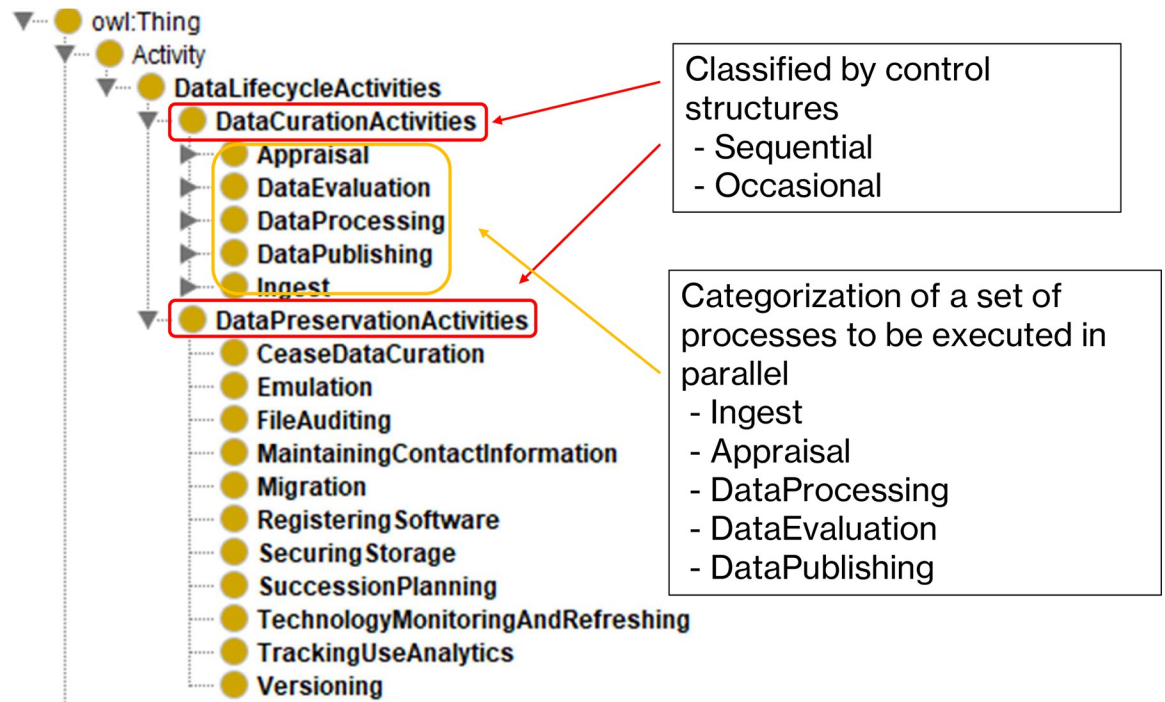 owl:Thing
Activity
DataLifecycleActivities
DataCurationActivities
Appraisal
DataEvaluation
DataProcessing
DataPublishing
Ingest
DataPreservationActivities
CeaseDataCuration
Emulation
FileAuditing
MaintainingContactInformation
Migration
RegisteringSoftware
SecuringStorage
SuccessionPlanning
TechnologyMonitoringAndRefreshing
TrackingUseAnalytics
Versioning
Classified by control
structures
- Sequential
- Occasional
Categorization of a set of
processes to be executed in
parallel
- Ingest
- Appraisal
- DataProcessing
- DataEvaluation
- DataPublishing